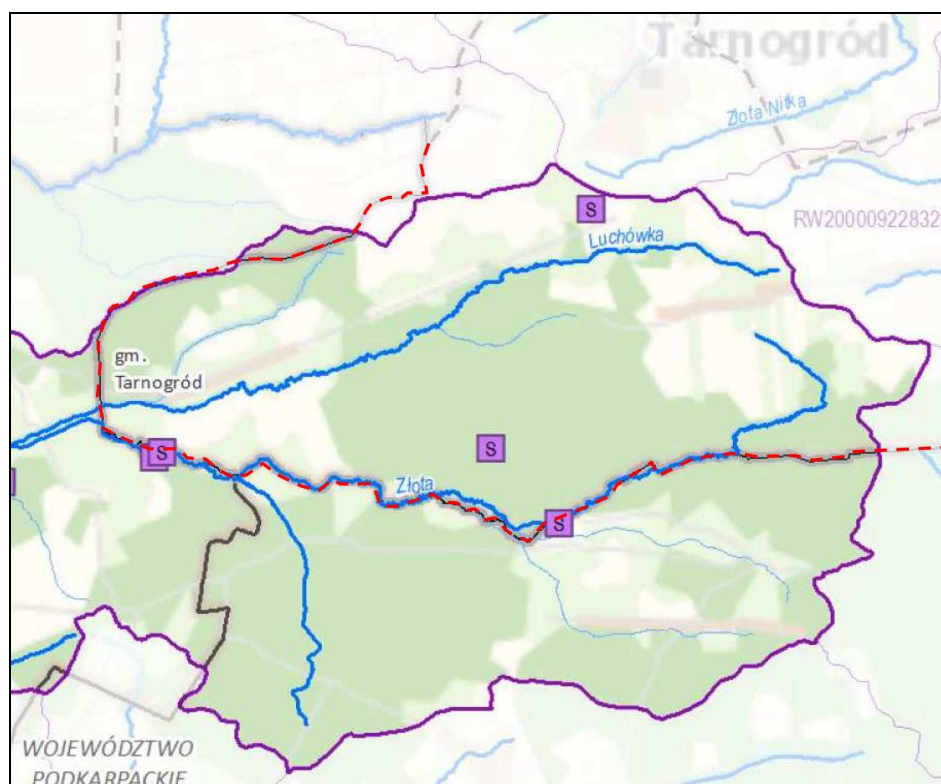 Tarnogród
Złota Nitka
S
RW20000922832
Luchówka
gm.
Tarnogród
S
S
Złota
S
WOJEWÓDZTWO
PODKARPACKIE